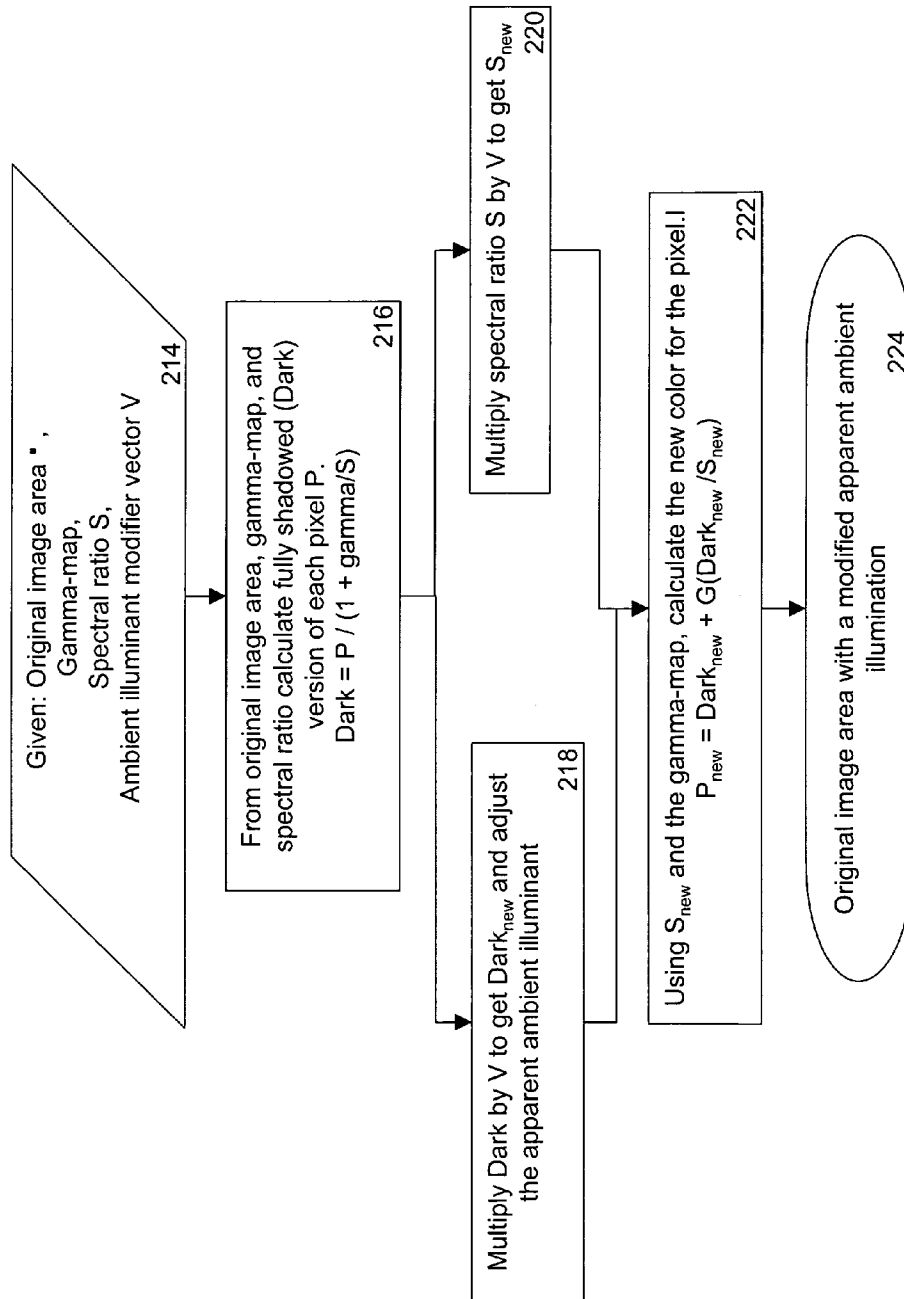 Given: Original image area " ,
Gamma-map,
Spectral ratio S,
Ambient illuminant modifier vector V
214
From original image area, gamma-map, and
spectral ratio calculate fully shadowed (Dark)
version of each pixel P.
Dark = P / (1 + gamma/S)
216
Multiply Dark by V to get Dark_new and adjust
the apparent ambient illuminant
218
Multiply spectral ratio S by V to get S_new
220
Using S_new and the gamma-map, calculate the new color for the pixel.I
P_new = Dark_new + G(Dark_new /S_new)
222
Original image area with a modified apparent ambient
illumination
224